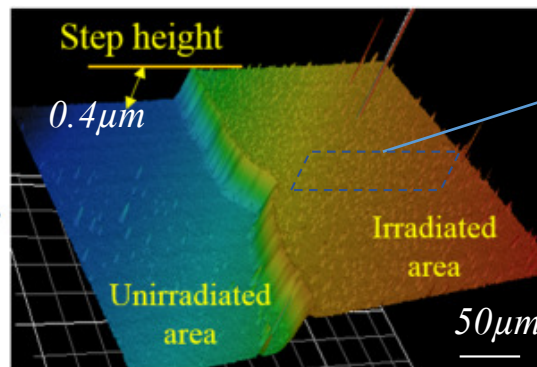 Step height
0.4µm
Irradiated
area
Unirradiated
area
50µm